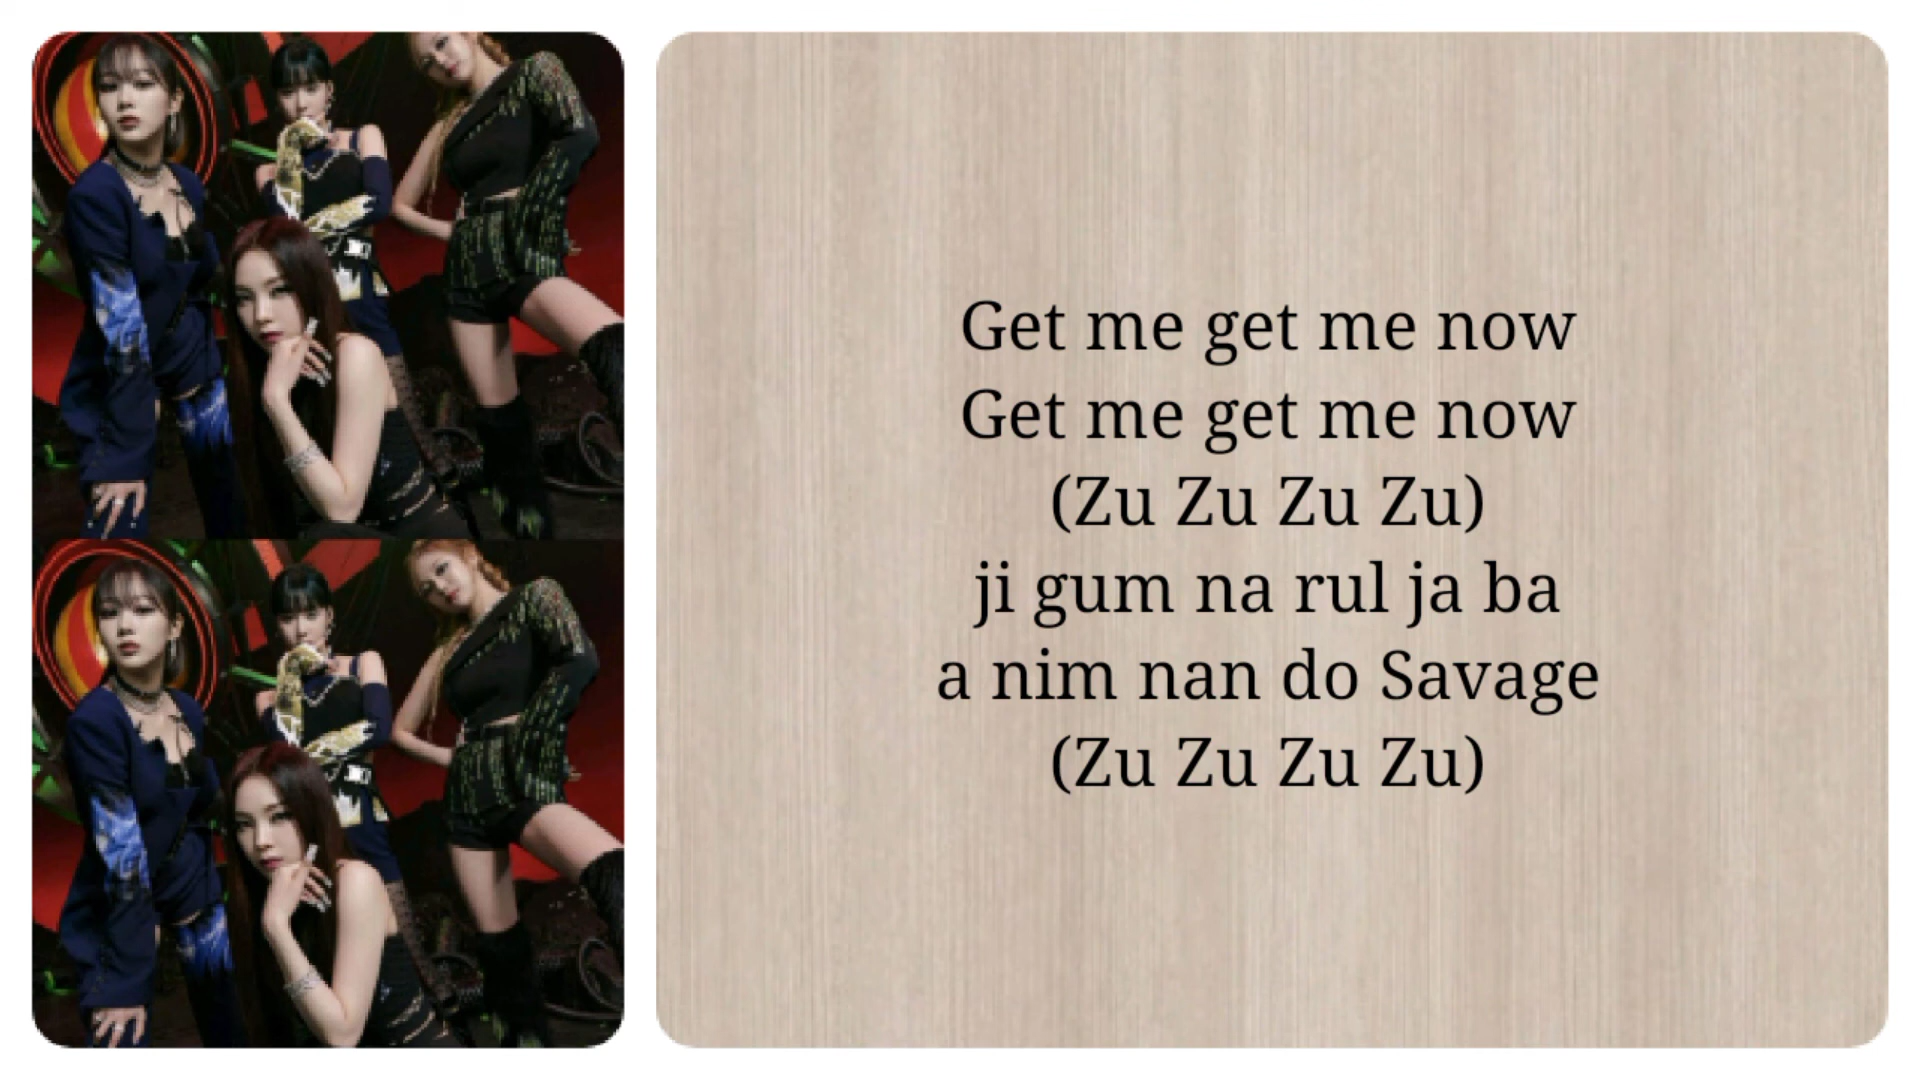 Get me get me now
Get me get me now
(Zu Zu Zu Zu)
ji gum na rul ja ba
a nim nan do Savage
(Zu Zu Zu Zu)